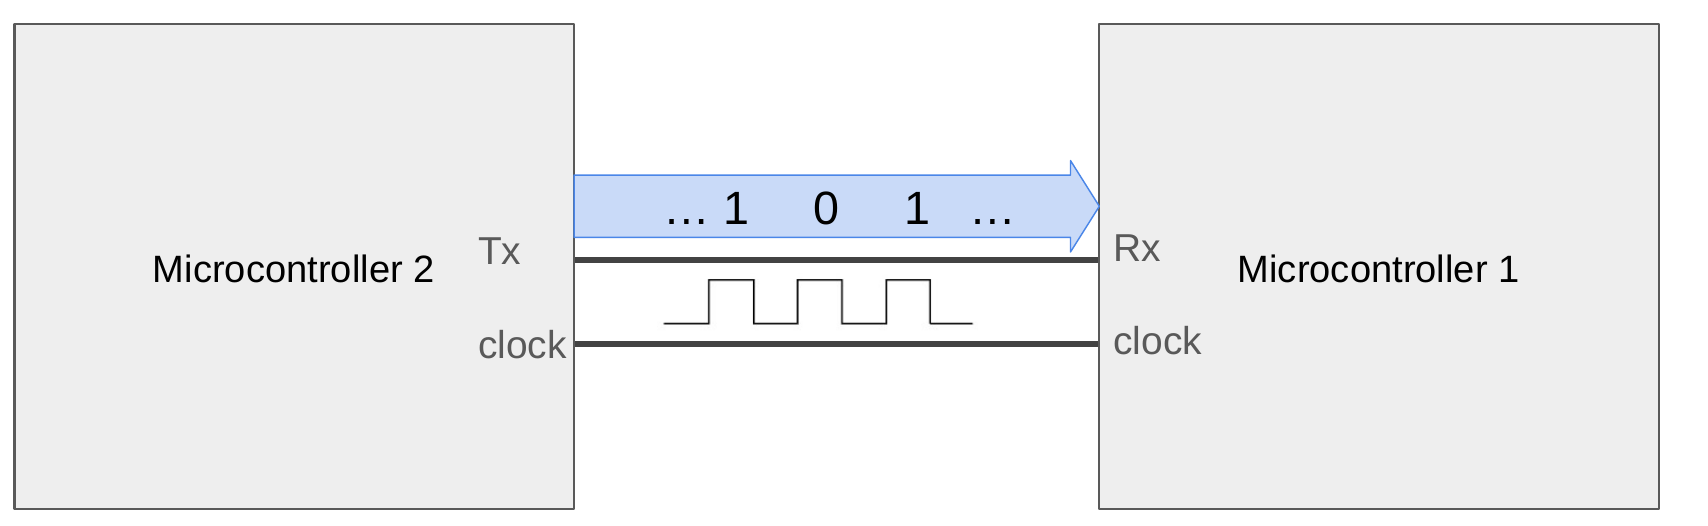 … 1 0 1 …
Tx
Rx
Microcontroller 2
Microcontroller 1
clock
clock